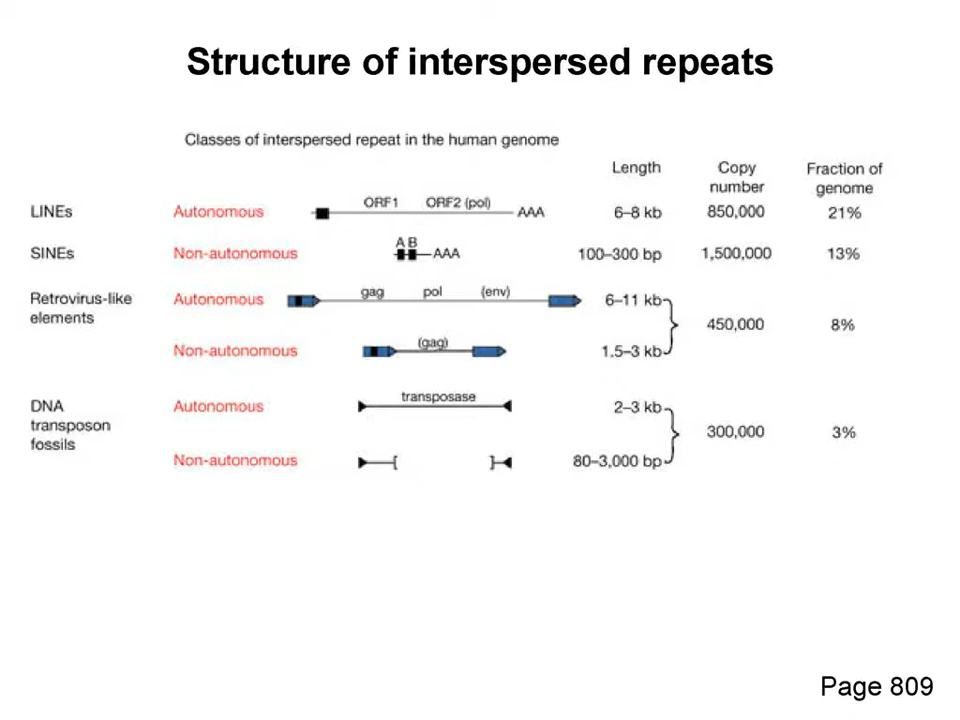 Structure of interspersed repeats
Classes of interspersed repeat in the human genome
Length Copy number Fraction of genome
LINEs Autonomous ORF1 ORF2 (pol) AAA 6–8 kb 850,000 21%
SINEs Non-autonomous A B AAA 100–300 bp 1,500,000 13%
Retrovirus-like elements Autonomous gag pol (env) 6–11 kb 450,000 8%
Non-autonomous (gag) 1.5–3 kb
DNA transposon fossils Autonomous transposase 2–3 kb 300,000 3%
Non-autonomous 80–3,000 bp
Page 809